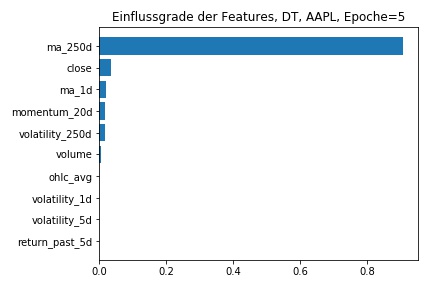 Einflussgrade der Features, DT, AAPL, Epoche=5
ma_250d
close
ma_1d
momentum_20d
volatility_250d
volume
ohlc_avg
volatility_1d
volatility_5d
return_past_5d
0.0 0.2 0.4 0.6 0.8